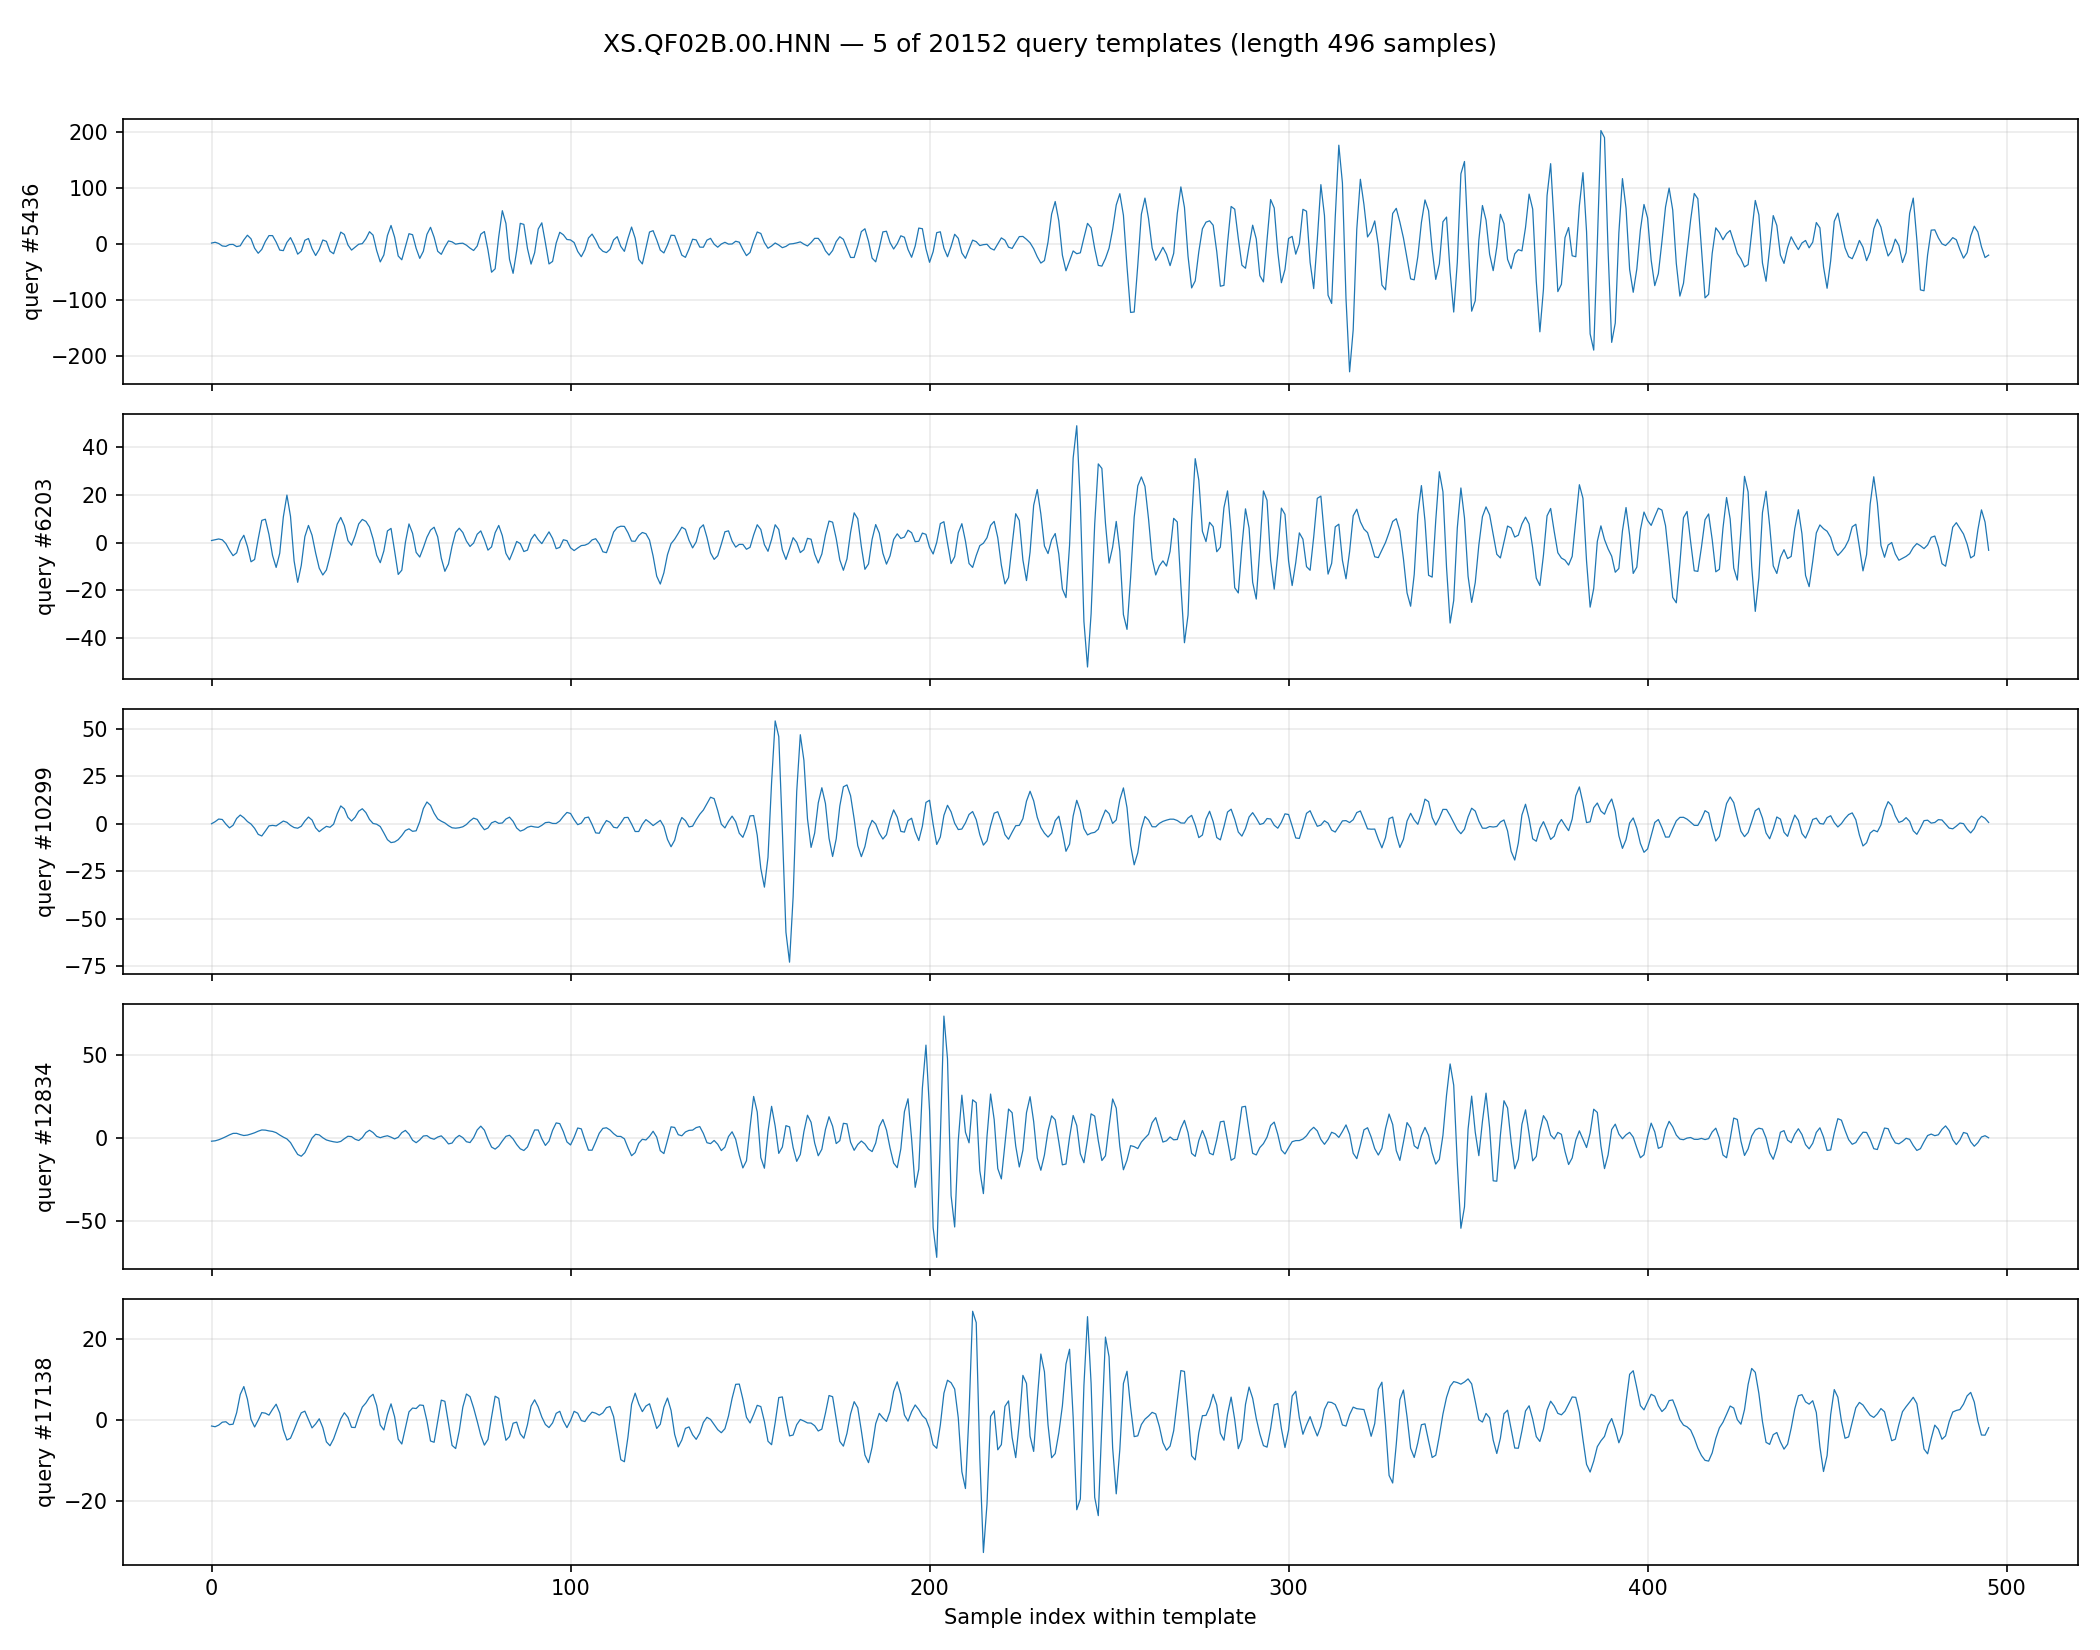 XS.QF02B.00.HNN — 5 of 20152 query templates (length 496 samples)
200
100
0
−100
−200
query #5436
40
20
0
−20
−40
query #6203
50
25
0
−25
−50
−75
query #10299
50
0
−50
query #12834
20
0
−20
query #17138
0 100 200 300 400 500
Sample index within template